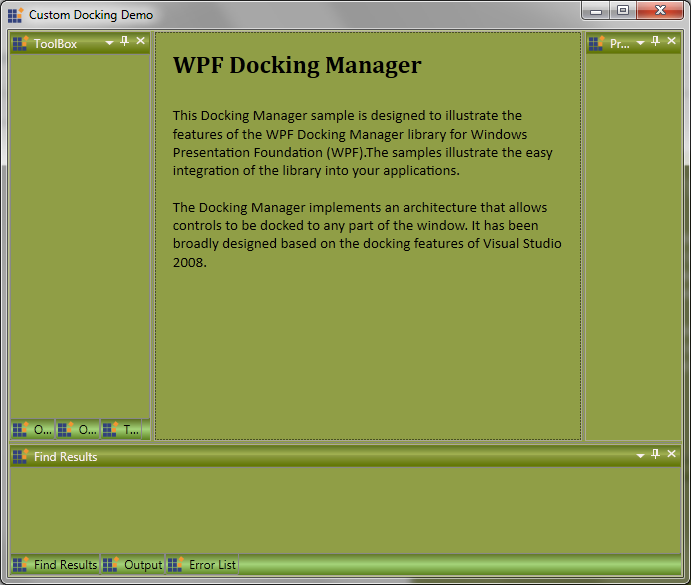 Custom Docking Demo
ToolBox
WPF Docking Manager
Pr...
This Docking Manager sample is designed to illustrate the
features of the WPF Docking Manager library for Windows
Presentation Foundation (WPF).The samples illustrate the easy
integration of the library into your applications.
The Docking Manager implements an architecture that allows
controls to be docked to any part of the window. It has been
broadly designed based on the docking features of Visual Studio
2008.
O... O... T...
Find Results
Find Results Output Error List